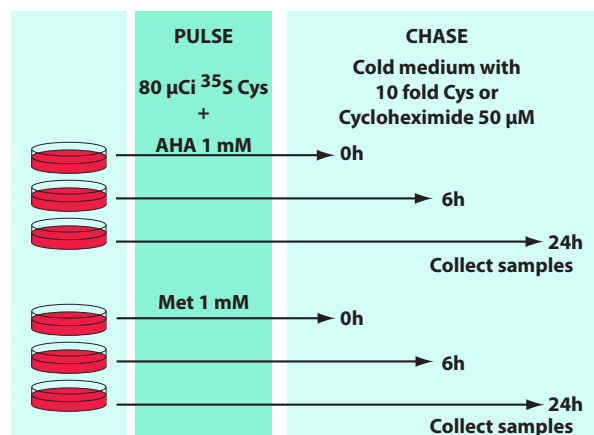 PULSE
80 µCi 35S Cys
+
AHA 1 mM
CHASE
Cold medium with
10 fold Cys or
Cycloheximide 50 µM
0h
6h
24h
Collect samples
Met 1 mM
0h
6h
24h
Collect samples